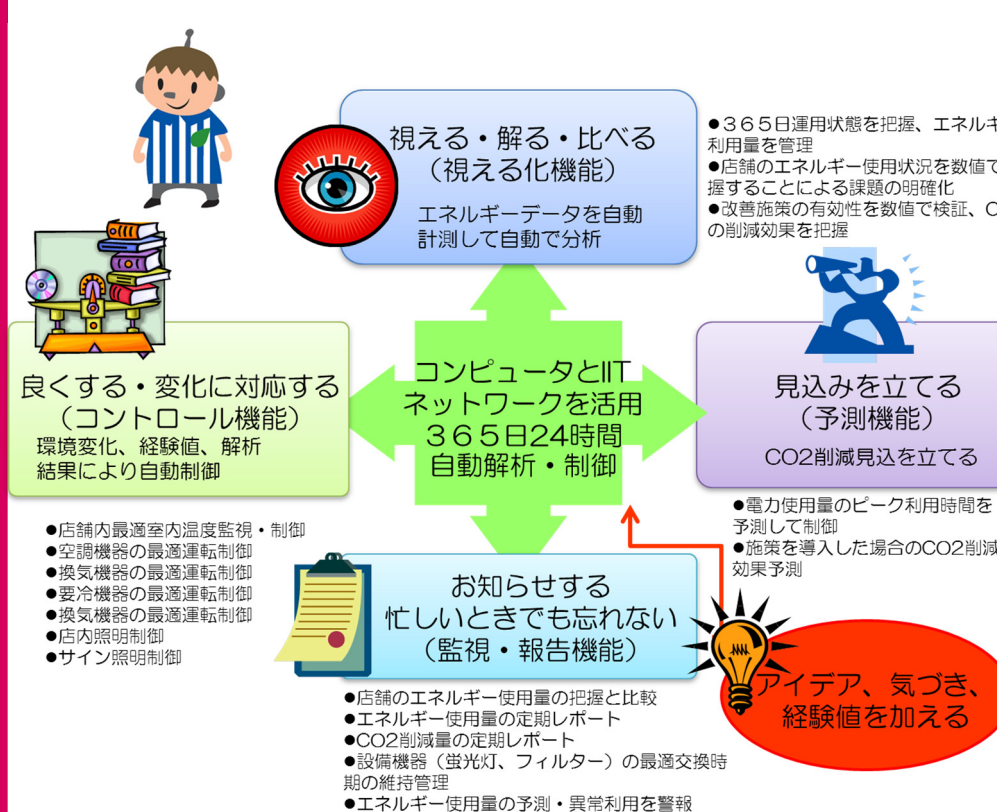 視える・解る・比べる
（視える化機能）
エネルギーデータを自動
計測して自動で分析
●３６５日運用状態を把握、エネルギ
利用量を管理
●店舗のエネルギー使用状況を数値で
握することによる課題の明確化
●改善施策の有効性を数値で検証、C
の削減効果を把握
良くする・変化に対応する
（コントロール機能）
環境変化、経験値、解析
結果により自動制御
コンピュータとIIT
ネットワークを活用
３６５日24時間
自動解析・制御
見込みを立てる
（予測機能）
CO2削減見込を立てる
●店舗内最適室内温度監視・制御
●空調機器の最適運転制御
●換気機器の最適運転制御
●要冷機器の最適運転制御
●換気機器の最適運転制御
●店内照明制御
●サイン照明制御
●電力使用量のピーク利用時間を
予測して制御
●施策を導入した場合のCO2削減
効果予測
お知らせする
忙しいときでも忘れない
（監視・報告機能）
アイデア、気づき、
経験値を加える
●店舗のエネルギー使用量の把握と比較
●エネルギー使用量の定期レポート
●CO2削減量の定期レポート
●設備機器（蛍光灯、フィルター）の最適交換時
期の維持管理
●エネルギー使用量の予測・異常利用を警報